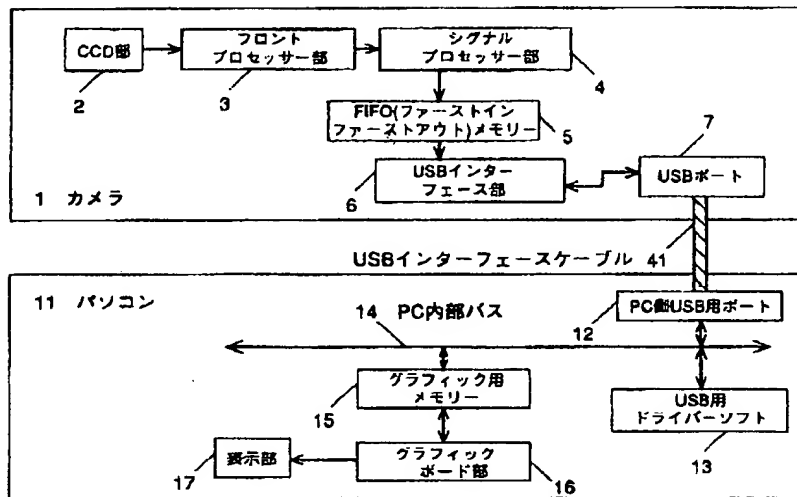 CCD部
2
フロント
プロセッサー部
3
シグナル
プロセッサー部
4
FIFO(ファーストイン
ファーストアウト)メモリー
5
USBインター
フェース部
6
7
USBポート
1 カメラ
USBインターフェースケーブル 41
11 パソコン
14 PC内部バス
PC側USB用ポート
12
グラフィック用
メモリー
15
USB用
ドライバーソフト
13
表示部
17
グラフィック
ボード部
16